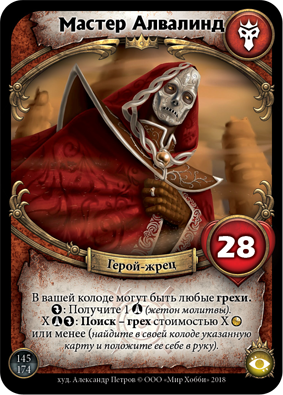 Мастер Алвалинд
28
Герой-жрец
В вашей колоде могут быть любые грехи.
: Получите 1 (жетон молитвы).
X : Поиск - грех стоимостью X
или менее (найдите в своей колоде указанную
карту и положите ее себе в руку).
145
174
худ. Александр Петров © ООО «Мир Хобби» 2018